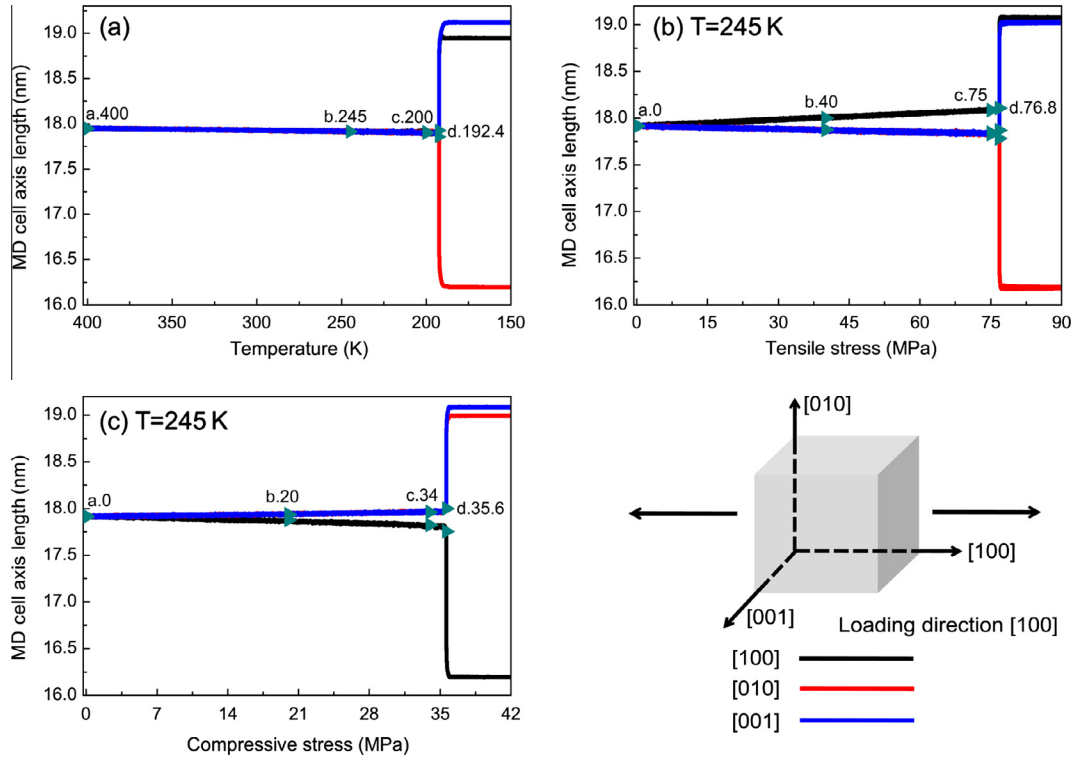 (a)
MD cell axis length (nm)
19.0
18.5
18.0
17.5
17.0
16.5
16.0
a.400
b.245
c.200
d.192.4
400
350
300
250
200
150
Temperature (K)
(b) T=245 K
MD cell axis length (nm)
19.0
18.5
18.0
17.5
17.0
16.5
16.0
a.0
b.40
c.75
d.76.8
0
15
30
45
60
75
90
Tensile stress (MPa)
(c) T=245 K
MD cell axis length (nm)
19.0
18.5
18.0
17.5
17.0
16.5
16.0
a.0
b.20
c.34
d.35.6
0
7
14
21
28
35
42
Compressive stress (MPa)
[010]
[100]
[001]
Loading direction [100]
[100]
[010]
[001]